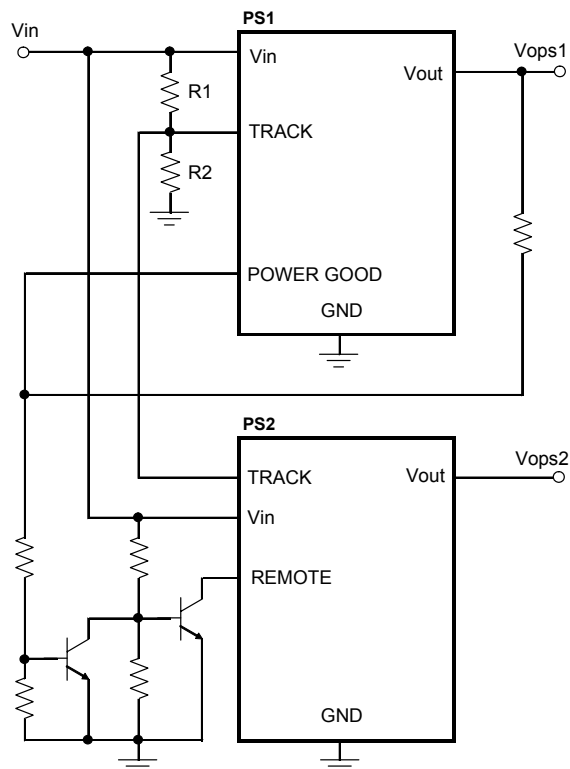 PS1
Vin
Vin
Vops1
Vout
R1
TRACK
R2
POWER GOOD
GND
PS2
Vops2
TRACK
Vout
Vin
REMOTE
GND